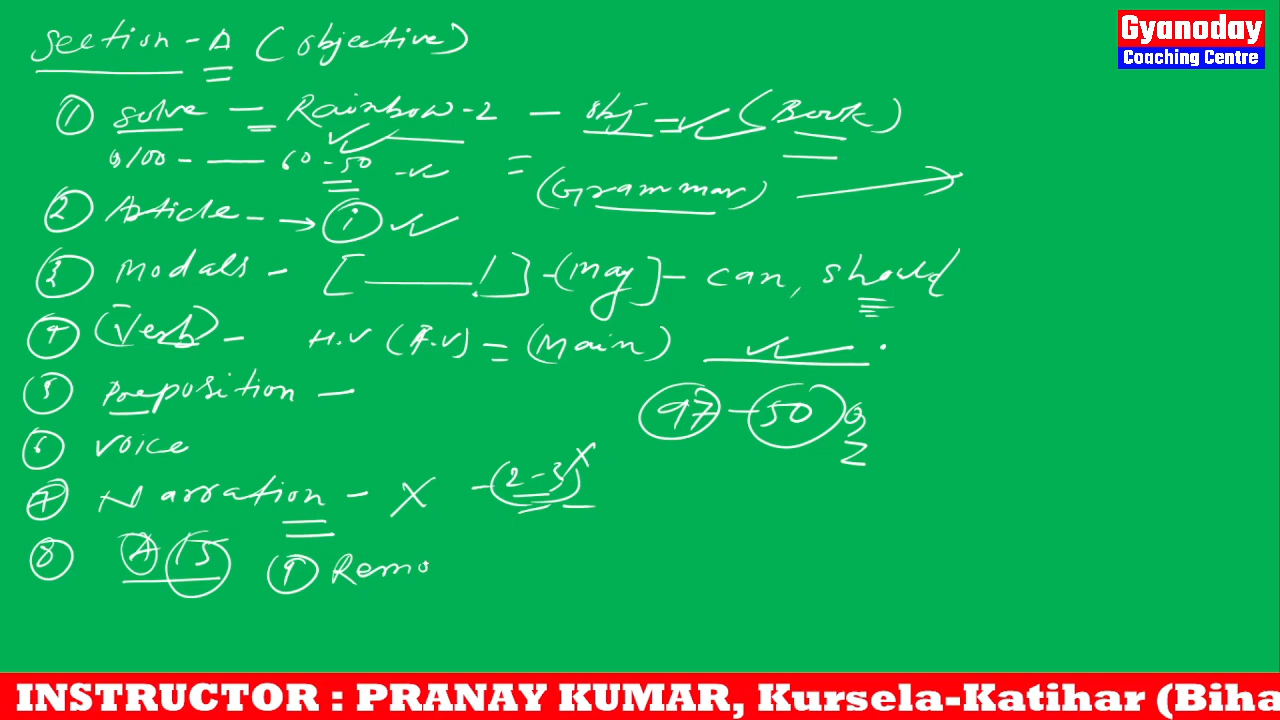 Section - A (Objective)
Gyanoday
Coaching Centre
① Solve - Rainbow-2 - Obj = (Book)
60 - 50 =
(Grammar)
② Article - → ①
③ Modals - [ ! ] - (May] - can, should
④ (Verb) - H.V (A.V) = (Main)
⑤ Preposition -
97 - 50 Q
⑥ Voice
⑦ Narration - X - (2-3) X
⑧ A 15 ⑨ Remo
INSTRUCTOR : PRANAY KUMAR, Kursela-Katihar (Biha